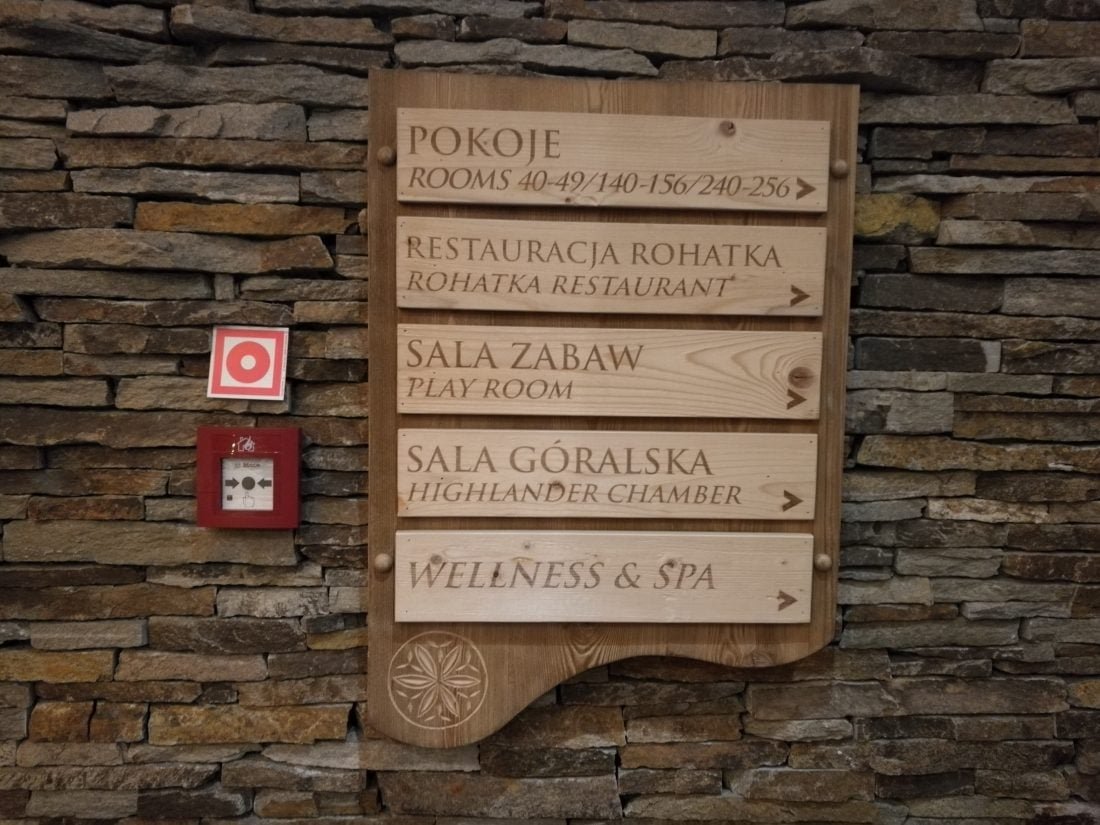 POKOJE
ROOMS 40-49/140-156/240-256 >
RESTAURACJA ROHATKA
ROHATKA RESTAURANT >
SALA ZABAW
PLAY ROOM >
SALA GÓRALSKA
HIGHLANDER CHAMBER >
WELLNESS & SPA >